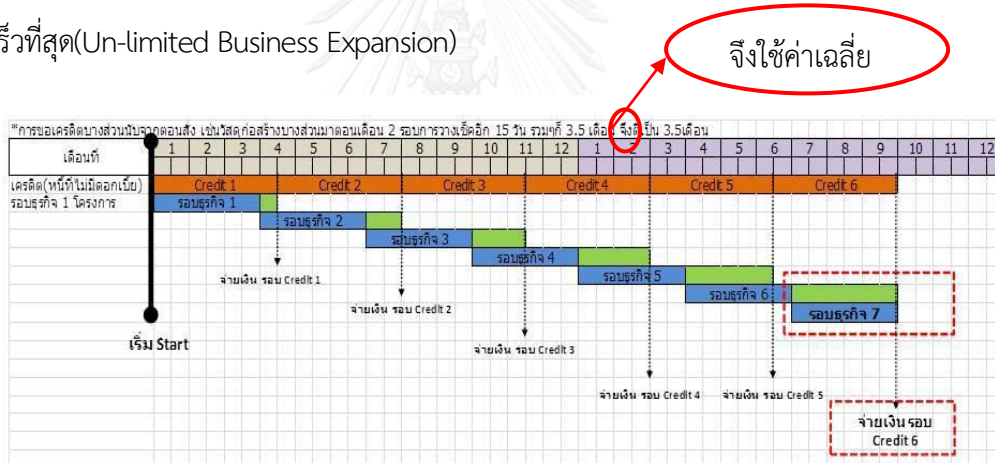 ร็วที่สุด(Un-limited Business Expansion)
จึงใช้ค่าเฉลี่ย
*การขอเครดิตบางส่วนนับจากตอนสั่ง เช่นวัสดุก่อสร้างบางส่วนมาตอนเดือน 2 รอบการวางเช็คอีก 15 วัน รวมๆก็ 3.5 เดือน จึงตีเป็น 3.5เดือน
เดือนที่ 1 2 3 4 5 6 7 8 9 10 11 12 1 2 3 4 5 6 7 8 9 10 11 12
เครดิต(หนี้ที่ไม่มีดอกเบี้ย) Credit 1 Credit 2 Credit 3 Credit 4 Credit 5 Credit 6
รอบธุรกิจ 1 โครงการ รอบธุรกิจ 1
รอบธุรกิจ 2
รอบธุรกิจ 3
รอบธุรกิจ 4
รอบธุรกิจ 5
รอบธุรกิจ 6
รอบธุรกิจ 7
จ่ายเงิน รอบ Credit 1
จ่ายเงิน รอบ Credit 2
เริ่ม Start
จ่ายเงิน รอบ Credit 3
จ่ายเงิน รอบ Credit 4 จ่ายเงิน รอบ Credit 5
จ่ายเงินรอบ
Credit 6